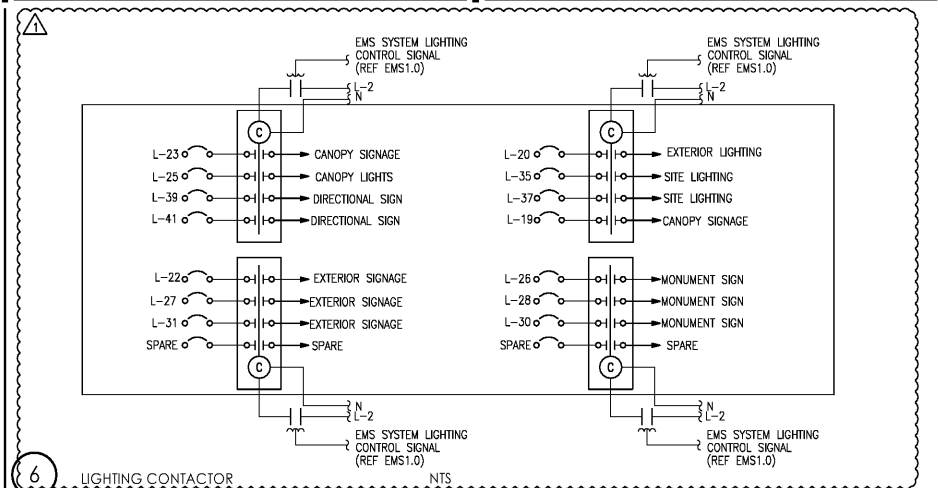 1
EMS SYSTEM LIGHTING
CONTROL SIGNAL
(REF EMS1.0)
L-2
N
C
L-23 CANOPY SIGNAGE
L-25 CANOPY LIGHTS
L-39 DIRECTIONAL SIGN
L-41 DIRECTIONAL SIGN
EMS SYSTEM LIGHTING
CONTROL SIGNAL
(REF EMS1.0)
L-2
N
C
L-20 EXTERIOR LIGHTING
L-35 SITE LIGHTING
L-37 SITE LIGHTING
L-19 CANOPY SIGNAGE
L-22 EXTERIOR SIGNAGE
L-27 EXTERIOR SIGNAGE
L-31 EXTERIOR SIGNAGE
SPARE SPARE
C
N
L-2
EMS SYSTEM LIGHTING
CONTROL SIGNAL
(REF EMS1.0)
L-26 MONUMENT SIGN
L-28 MONUMENT SIGN
L-30 MONUMENT SIGN
SPARE SPARE
C
N
L-2
EMS SYSTEM LIGHTING
CONTROL SIGNAL
(REF EMS1.0)
6 LIGHTING CONTACTOR NTS